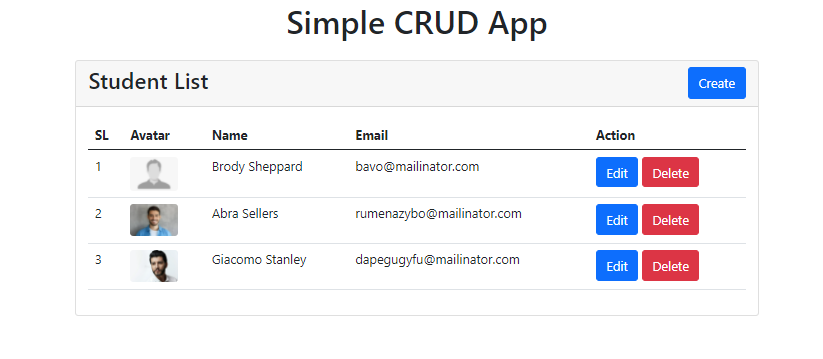 Simple CRUD App
Student List Create
SL Avatar Name Email Action
1 Brody Sheppard bavo@mailinator.com Edit Delete
2 Abra Sellers rumenazybo@mailinator.com Edit Delete
3 Giacomo Stanley dapegugyfu@mailinator.com Edit Delete